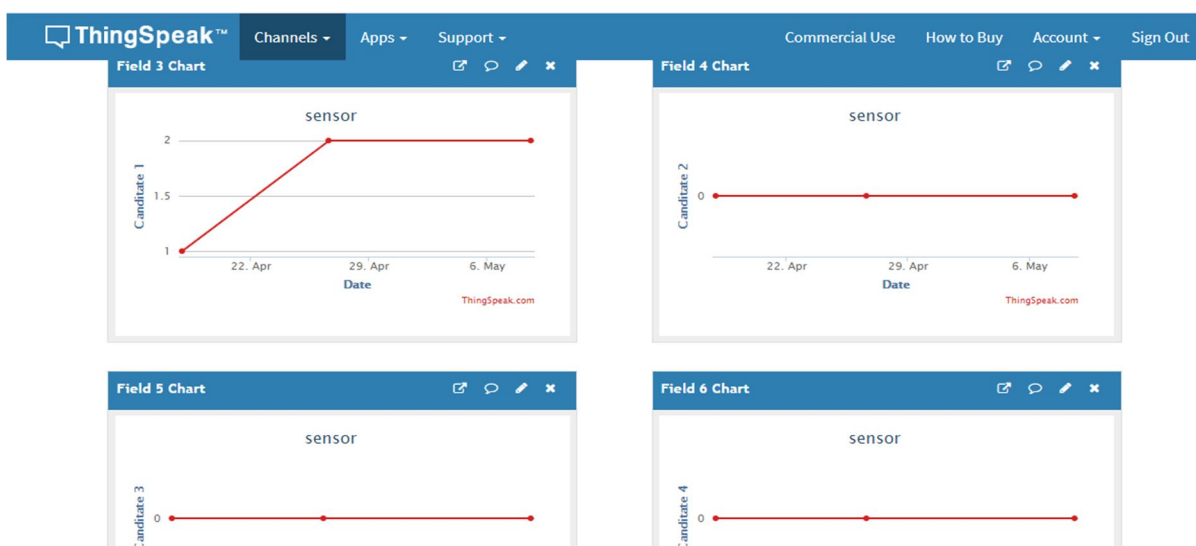 ThingSpeak™ Channels Apps Support Commercial Use How to Buy Account Sign Out
Field 3 Chart
sensor
Canditate 1
2
1.5
1
22. Apr 29. Apr 6. May
Date
ThingSpeak.com
Field 4 Chart
sensor
Canditate 2
0
22. Apr 29. Apr 6. May
Date
ThingSpeak.com
Field 5 Chart
sensor
Canditate 3
0
Field 6 Chart
sensor
Canditate 4
0